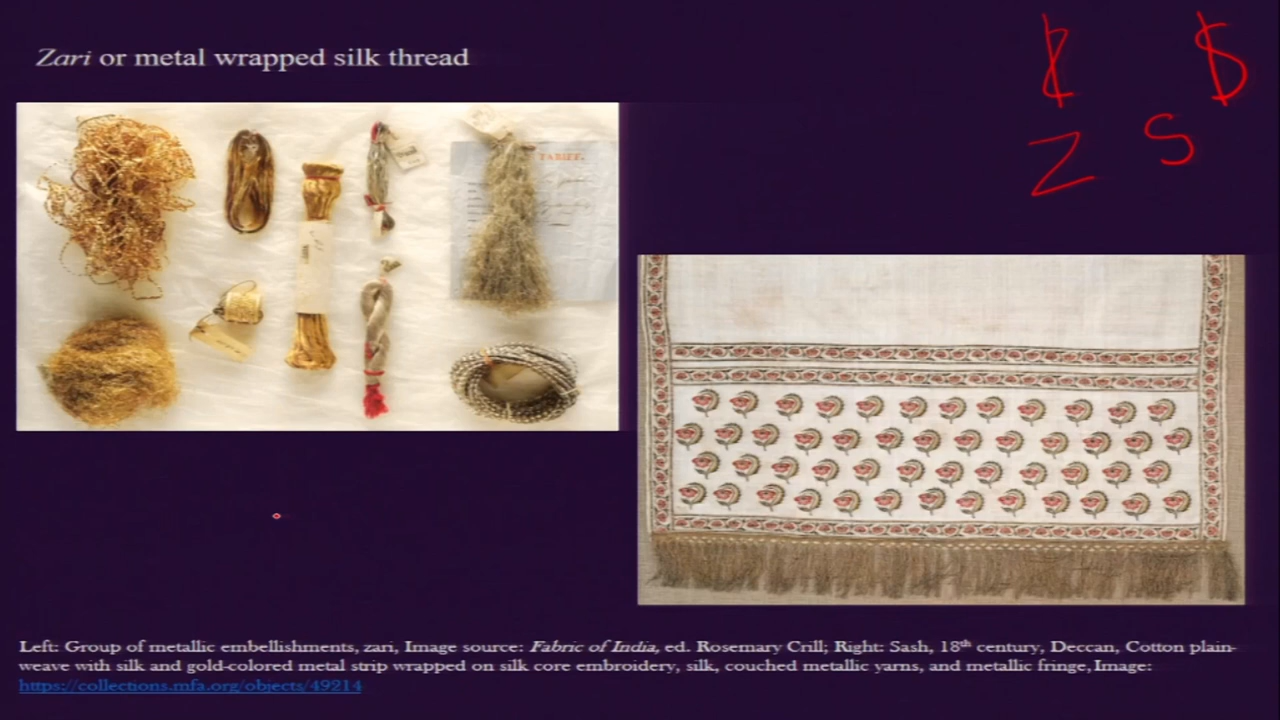 Zari or metal wrapped silk thread
TARIFF.
Z S
Left: Group of metallic embellishments, zari, Image source: Fabric of India, ed. Rosemary Crill; Right: Sash, 18th century, Deccan, Cotton plain-
weave with silk and gold-colored metal strip wrapped on silk core embroidery, silk, couched metallic yarns, and metallic fringe, Image:
https://collections.mfa.org/objects/49214